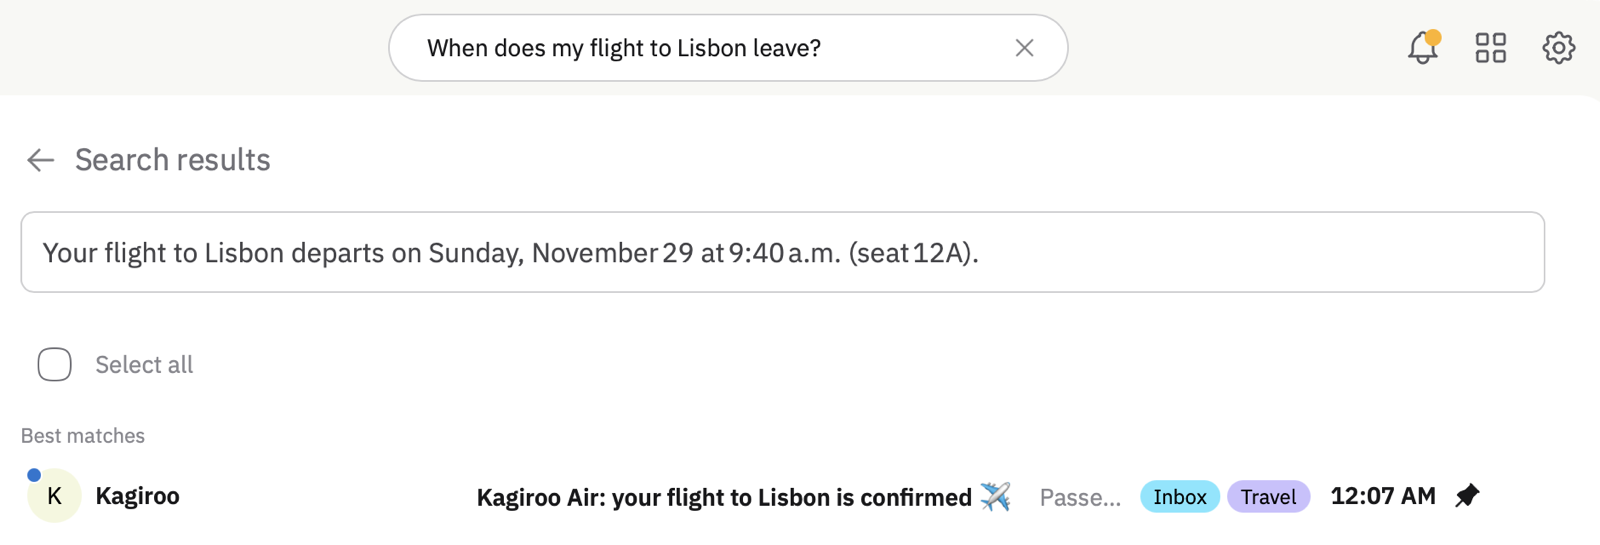 When does my flight to Lisbon leave?
Search results
Your flight to Lisbon departs on Sunday, November 29 at 9:40 a.m. (seat 12A).
Select all
Best matches
K Kagiroo Kagiroo Air: your flight to Lisbon is confirmed ✈️ Passe... Inbox Travel 12:07 AM